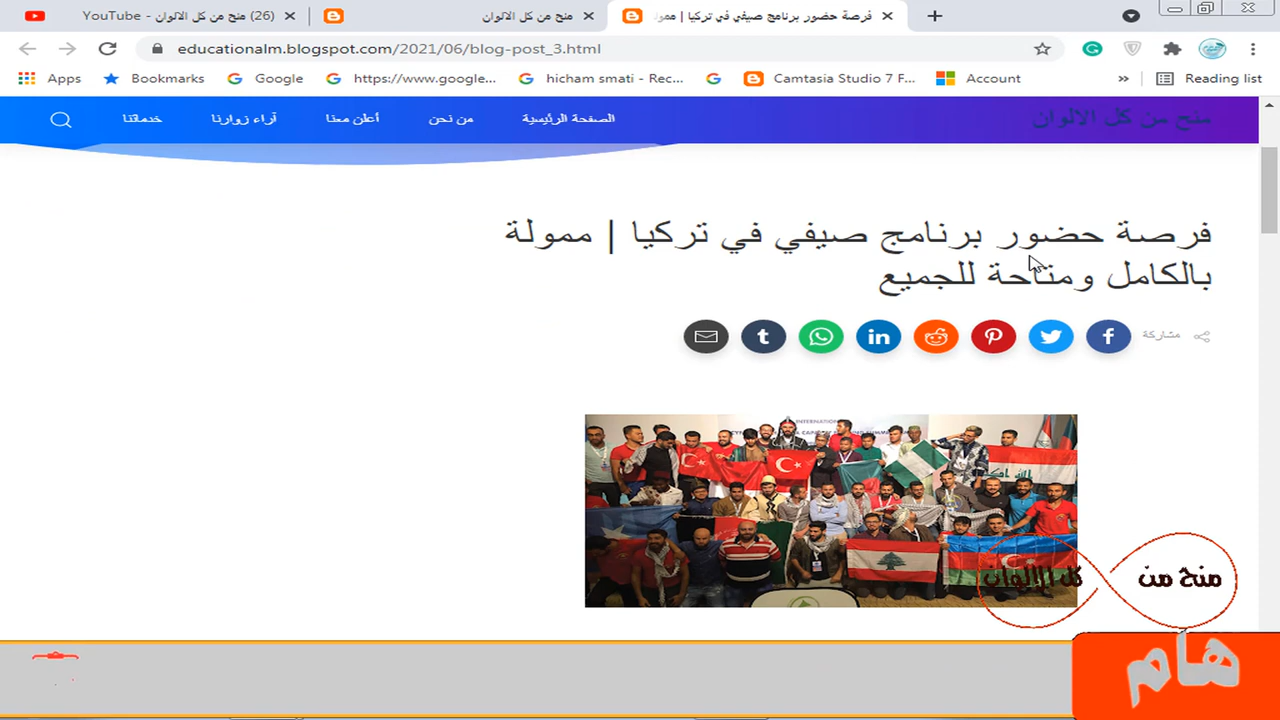 YouTube - منح من كل الالوان (26)
منح من كل الالوان
فرصة حضور برنامج صيفي في تركيا | ممول
educationalm.blogspot.com/2021/06/blog-post_3.html
Apps
Bookmarks
Google
https://www.google...
hicham smati - Rec...
Camtasia Studio 7 F...
Account
»
Reading list
منح من كل الالوان
الصفحة الرئيسية
من نحن
أعلن معنا
آراء زوارنا
خدماتنا
فرصة حضور برنامج صيفي في تركيا | ممولة
بالكامل ومتاحة للجميع
مشاركة
INTERNATION
منح من
كل الالوان
هام